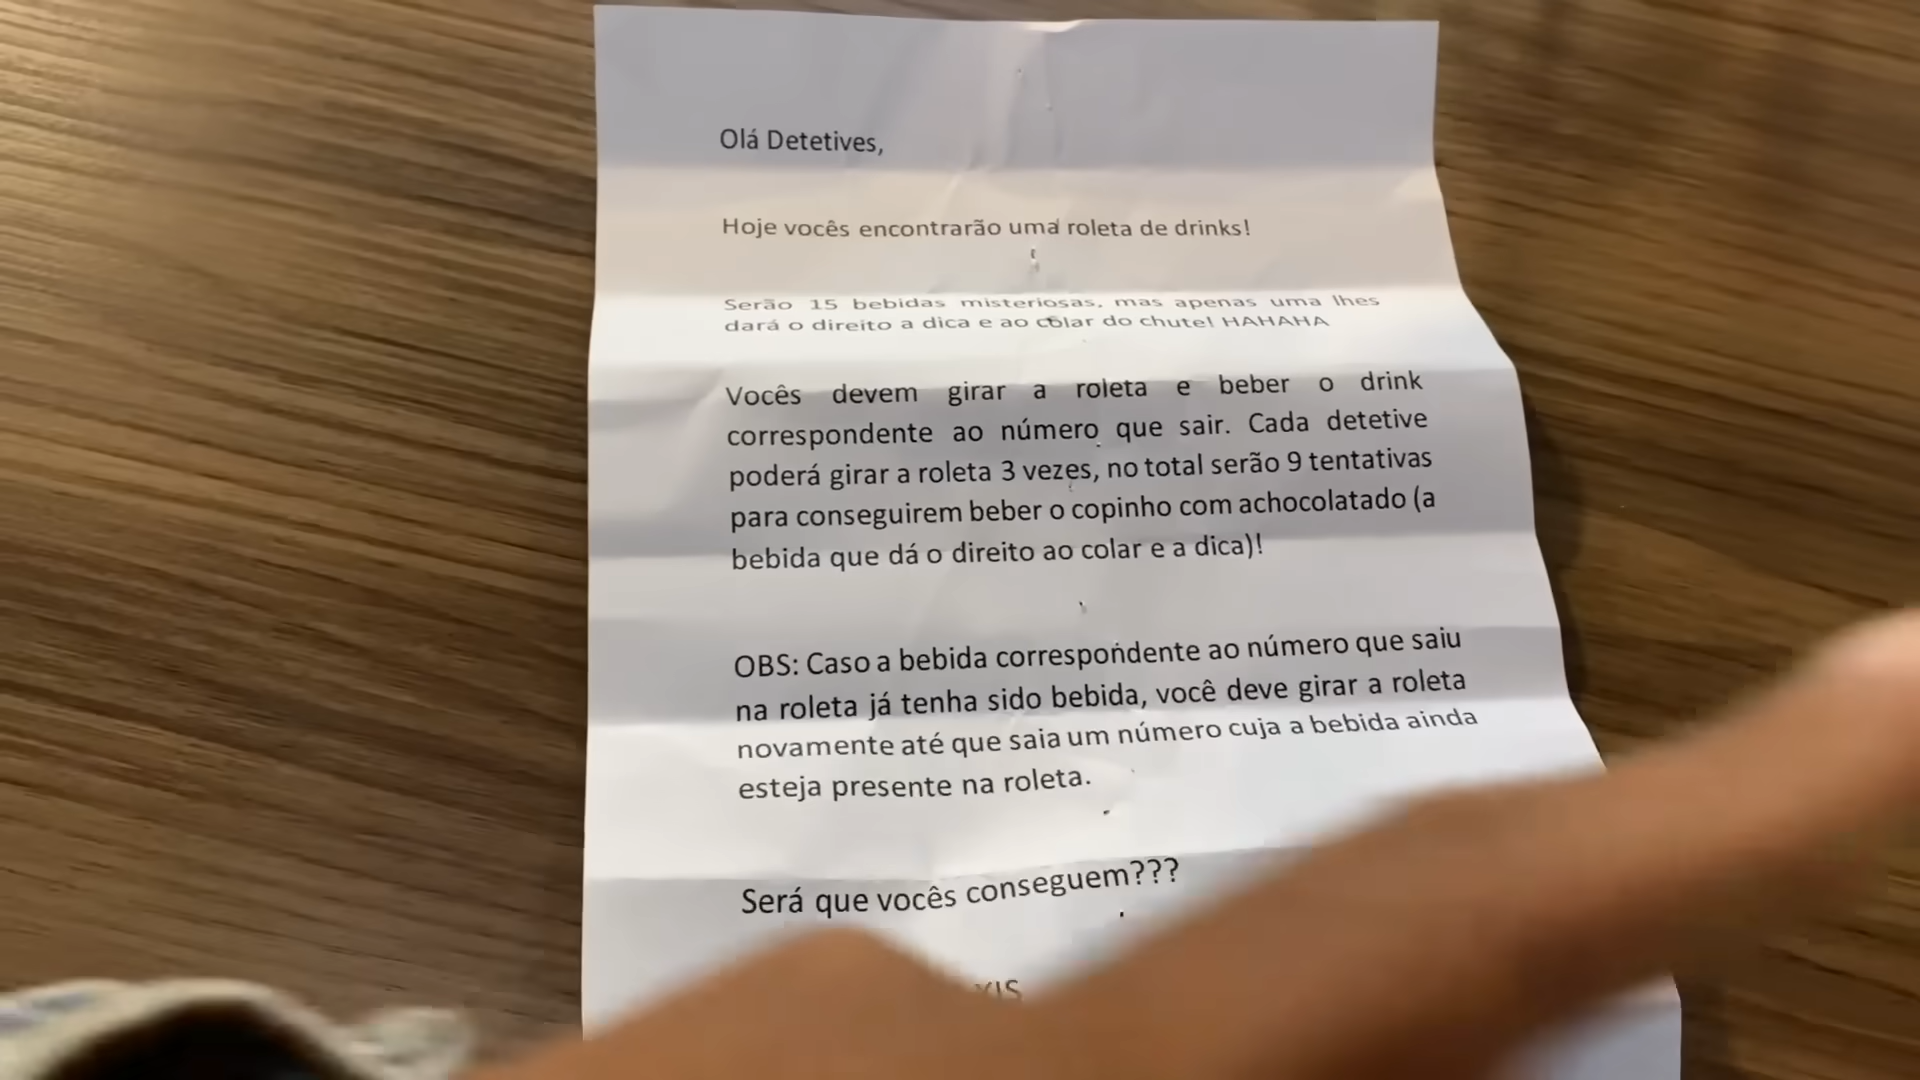 Olá Detetives,
Hoje vocês encontrarão uma roleta de drinks!
Serão 15 bebidas misteriosas, mas apenas uma lhes
dará o direito a dica e ao colar do chute! HAHAHA
Vocês devem girar a roleta e beber o drink
correspondente ao número que sair. Cada detetive
poderá girar a roleta 3 vezes, no total serão 9 tentativas
para conseguirem beber o copinho com achocolatado (a
bebida que dá o direito ao colar e a dica)!
OBS: Caso a bebida correspondente ao número que saiu
na roleta já tenha sido bebida, você deve girar a roleta
novamente até que saia um número cuja a bebida ainda
esteja presente na roleta.
Será que vocês conseguem???